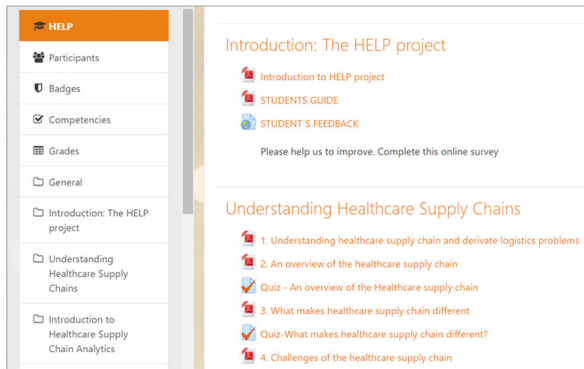 HELP
Participants
Badges
Competencies
Grades
General
Introduction: The HELP
project
Understanding
Healthcare Supply
Chains
Introduction to
Healthcare Supply
Chain Analytics
Introduction: The HELP project
Introduction to HELP project
STUDENTS GUIDE
STUDENT´S FEEDBACK
Please help us to improve. Complete this online survey
Understanding Healthcare Supply Chains
1. Understanding healthcare supply chain and derivate logistics problems
2. An overview of the healthcare supply chain
Quiz - An overview of the Healthcare supply chain
3. What makes healthcare supply chain different
Quiz-What makes healthcare supply chain different?
4. Challenges of the healthcare supply chain